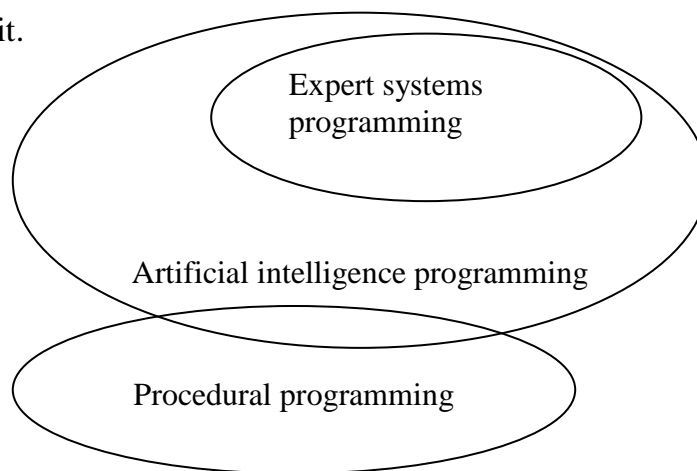 it.
Expert systems
programming
Artificial intelligence programming
Procedural programming